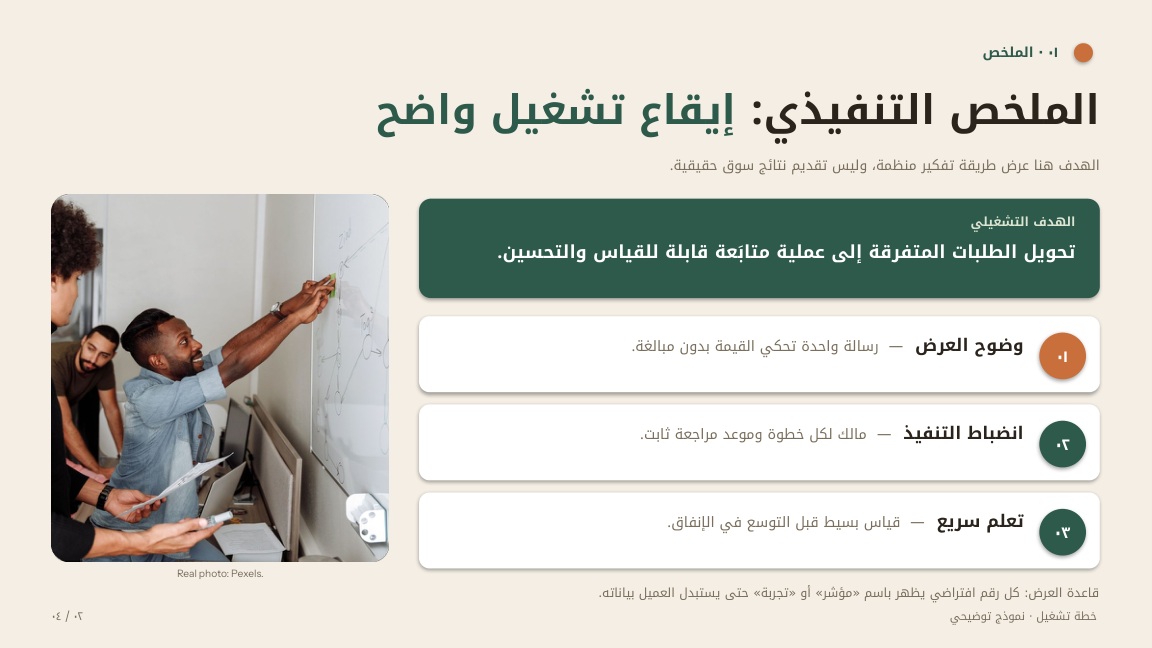 ٠١ · الملخص
الملخص التنفيذي: إيقاع تشغيل واضح
الهدف هنا عرض طريقة تفكير منظمة، وليس تقديم نتائج سوق حقيقية.
الهدف التشغيلي
تحويل الطلبات المتفرقة إلى عملية متابَعة قابلة للقياس والتحسين.
٠١
وضوح العرض — رسالة واحدة تحكي القيمة بدون مبالغة.
٠٢
انضباط التنفيذ — مالك لكل خطوة وموعد مراجعة ثابت.
٠٣
تعلم سريع — قياس بسيط قبل التوسع في الإنفاق.
Real photo: Pexels.
قاعدة العرض: كل رقم افتراضي يظهر باسم «مؤشر» أو «تجربة» حتى يستبدل العميل بياناته.
خطة تشغيل · نموذج توضيحي
٠٢ / ٠٤